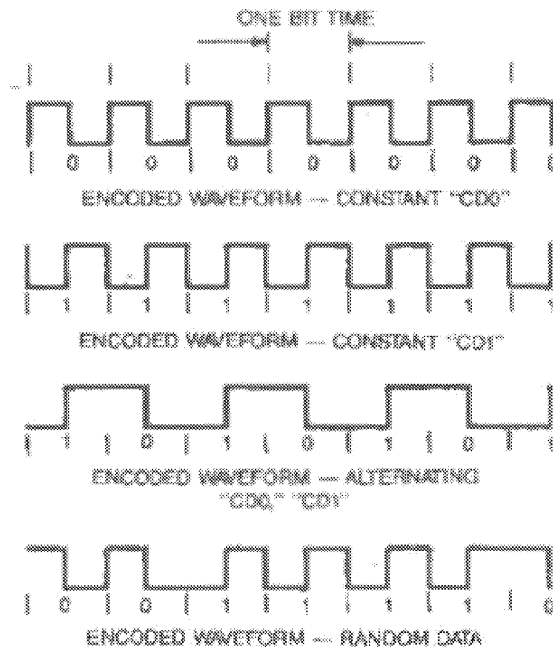 ONE BIT TIME
| 0 | 0 | 0 | 0 | 0 | 0 | 0
ENCODED WAVEFORM — CONSTANT "CD0"
| 1 | 1 | 1 | 1 | 1 | 1 | 1
ENCODED WAVEFORM — CONSTANT "CD1"
| 1 | 0 | 1 | 0 | 1 | 0 | 1
ENCODED WAVEFORM — ALTERNATING
"CD0," "CD1"
| 0 | 0 | 1 | 1 | 1 | 1 | 0
ENCODED WAVEFORM — RANDOM DATA